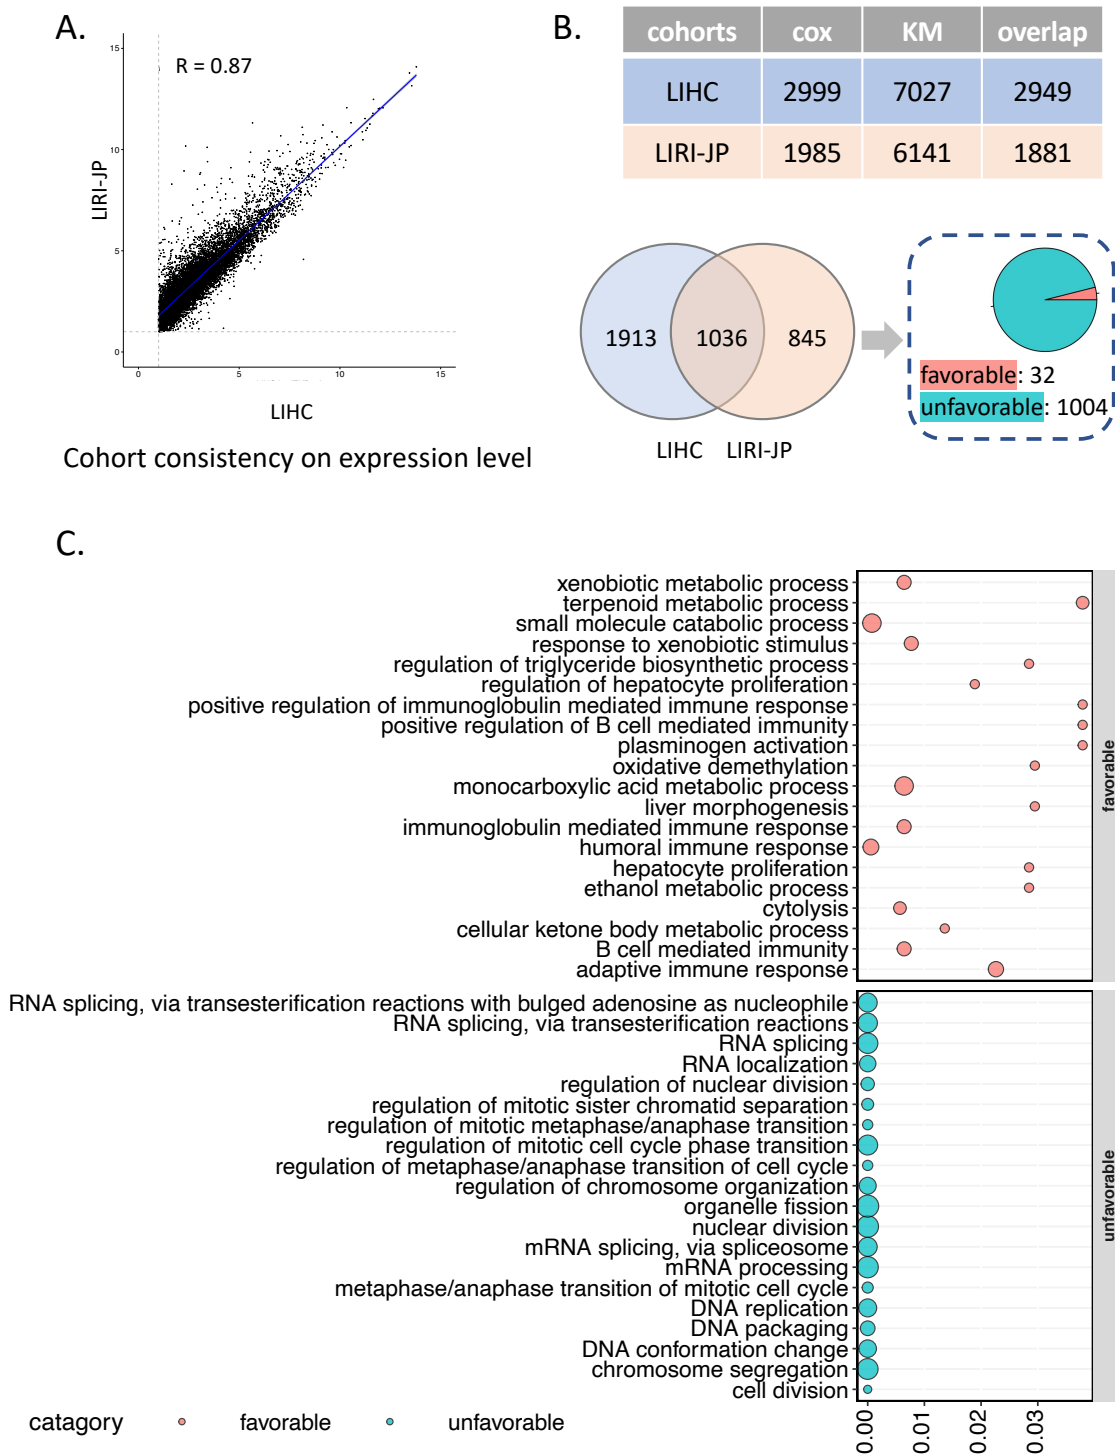 A.
15
10
5
0
R = 0.87
LIRI-JP
0
5
10
15
LIHC
Cohort consistency on expression level
B.
cohorts cox KM overlap
LIHC 2999 7027 2949
LIRI-JP 1985 6141 1881
1913 1036 845
LIHC LIRI-JP
favorable: 32
unfavorable: 1004
C.
xenobiotic metabolic process
terpenoid metabolic process
small molecule catabolic process
response to xenobiotic stimulus
regulation of triglyceride biosynthetic process
regulation of hepatocyte proliferation
positive regulation of immunoglobulin mediated immune response
positive regulation of B cell mediated immunity
plasminogen activation
oxidative demethylation
monocarboxylic acid metabolic process
liver morphogenesis
immunoglobulin mediated immune response
humoral immune response
hepatocyte proliferation
ethanol metabolic process
cytolysis
cellular ketone body metabolic process
B cell mediated immunity
adaptive immune response
favorable
RNA splicing, via transesterification reactions with bulged adenosine as nucleophile
RNA splicing, via transesterification reactions
RNA splicing
RNA localization
regulation of nuclear division
regulation of mitotic sister chromatid separation
regulation of mitotic metaphase/anaphase transition
regulation of mitotic cell cycle phase transition
regulation of metaphase/anaphase transition of cell cycle
regulation of chromosome organization
organelle fission
nuclear division
mRNA splicing, via spliceosome
mRNA processing
metaphase/anaphase transition of mitotic cell cycle
DNA replication
DNA packaging
DNA conformation change
chromosome segregation
cell division
unfavorable
0.00
0.01
0.02
0.03
catagory favorable unfavorable